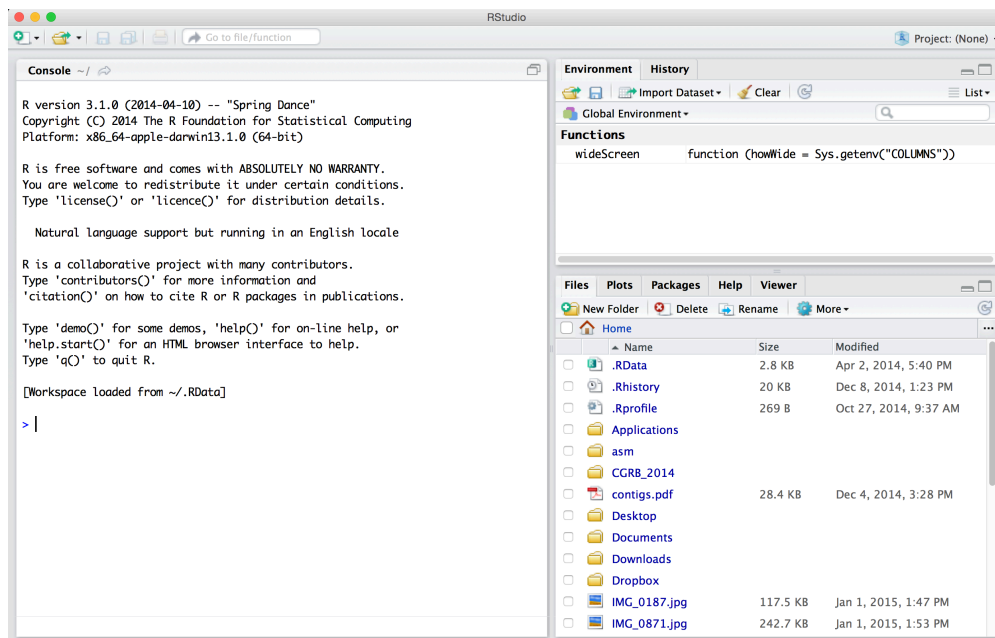 RStudio
Go to file/function
Project: (None)
Console ~/
R version 3.1.0 (2014-04-10) -- "Spring Dance"
Copyright (C) 2014 The R Foundation for Statistical Computing
Platform: x86_64-apple-darwin13.1.0 (64-bit)
R is free software and comes with ABSOLUTELY NO WARRANTY.
You are welcome to redistribute it under certain conditions.
Type 'license()' or 'licence()' for distribution details.
Natural language support but running in an English locale
R is a collaborative project with many contributors.
Type 'contributors()' for more information and
'citation()' on how to cite R or R packages in publications.
Type 'demo()' for some demos, 'help()' for on-line help, or
'help.start()' for an HTML browser interface to help.
Type 'q()' to quit R.
[Workspace loaded from ~/.RData]
>
Environment History
Import Dataset Clear List
Global Environment
Functions
wideScreen function (howWide = Sys.getenv("COLUMNS"))
Files Plots Packages Help Viewer
New Folder Delete Rename More
Home ...
Name Size Modified
.RData 2.8 KB Apr 2, 2014, 5:40 PM
.Rhistory 20 KB Dec 8, 2014, 1:23 PM
.Rprofile 269 B Oct 27, 2014, 9:37 AM
Applications
asm
CGRB_2014
contigs.pdf 28.4 KB Dec 4, 2014, 3:28 PM
Desktop
Documents
Downloads
Dropbox
IMG_0187.jpg 117.5 KB Jan 1, 2015, 1:47 PM
IMG_0871.jpg 242.7 KB Jan 1, 2015, 1:53 PM